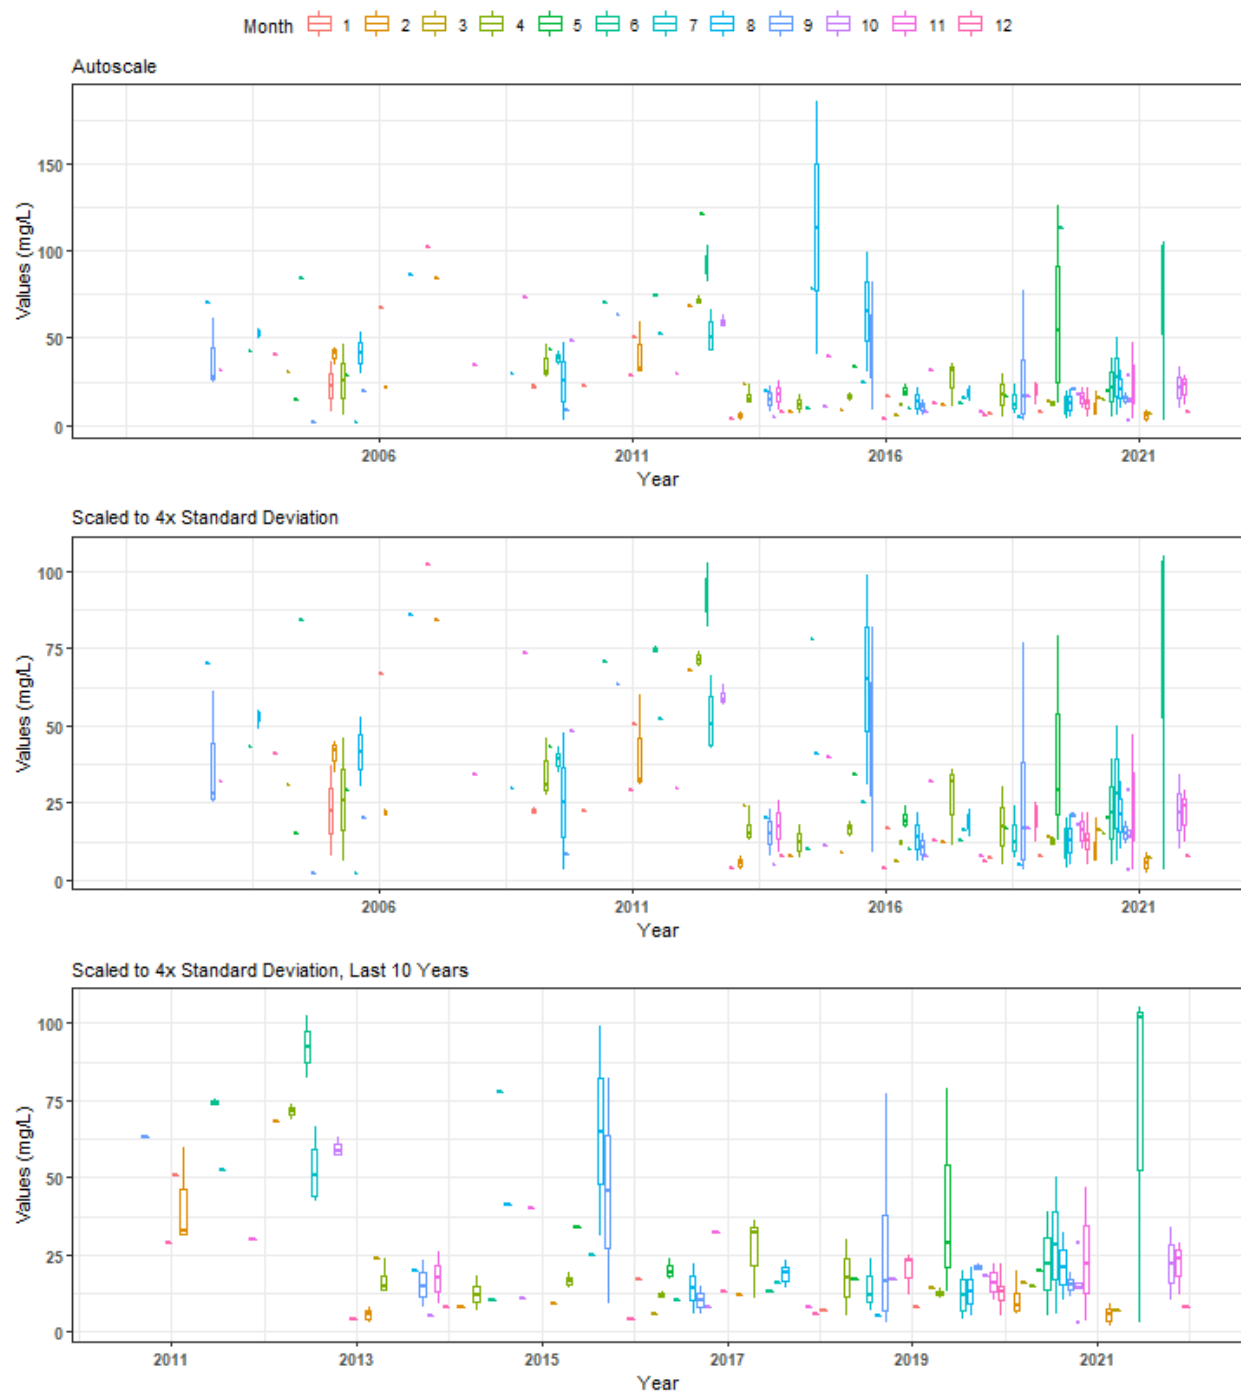 Month 1 2 3 4 5 6 7 8 9 10 11 12
Autoscale
Values (mg/L)
150
100
50
0
2006 2011 2016 2021
Year
Scaled to 4x Standard Deviation
Values (mg/L)
100
75
50
25
0
2006 2011 2016 2021
Year
Scaled to 4x Standard Deviation, Last 10 Years
Values (mg/L)
100
75
50
25
0
2011 2013 2015 2017 2019 2021
Year